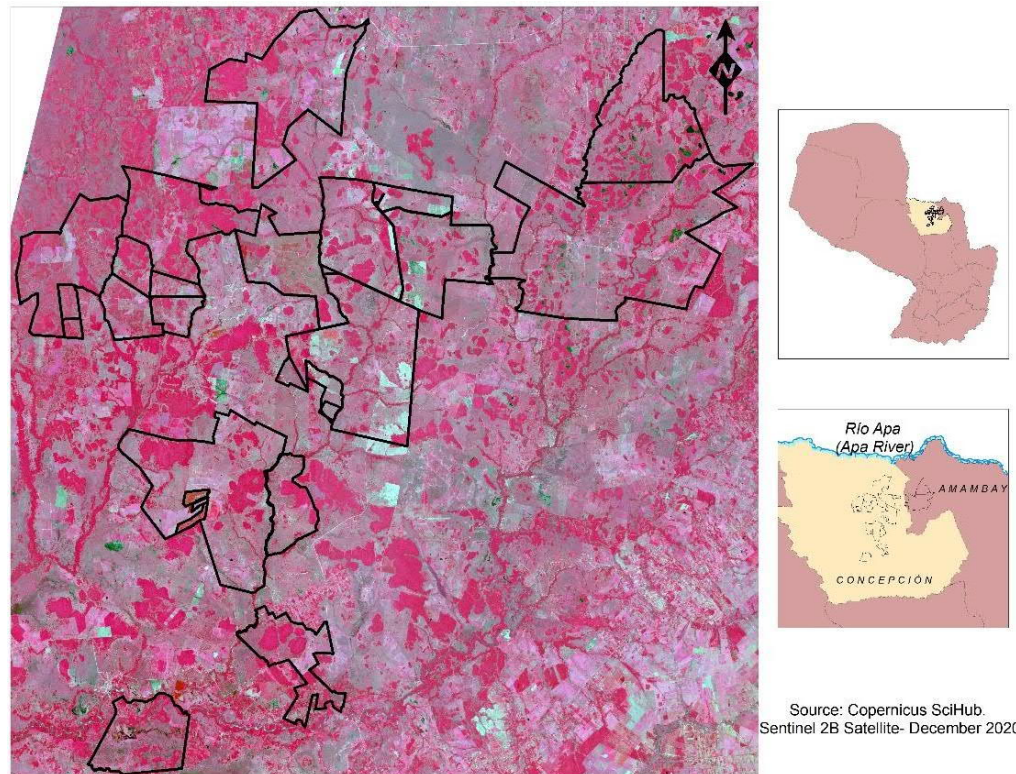 N
Río Apa
(Apa River)
AMAMBAY
CONCEPCIÓN
Source: Copernicus SciHub.
Sentinel 2B Satellite- December 2020